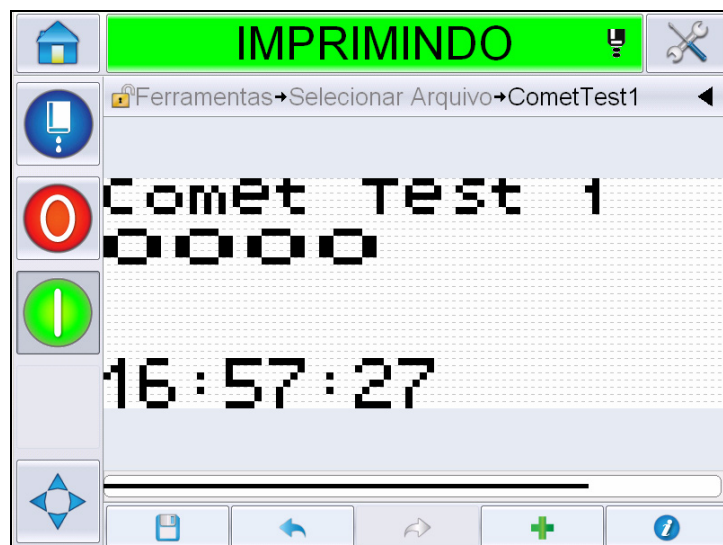 IMPRIMINDO
Ferramentas→Selecionar Arquivo→CometTest1
Comet Test 1
0000
16:57:27